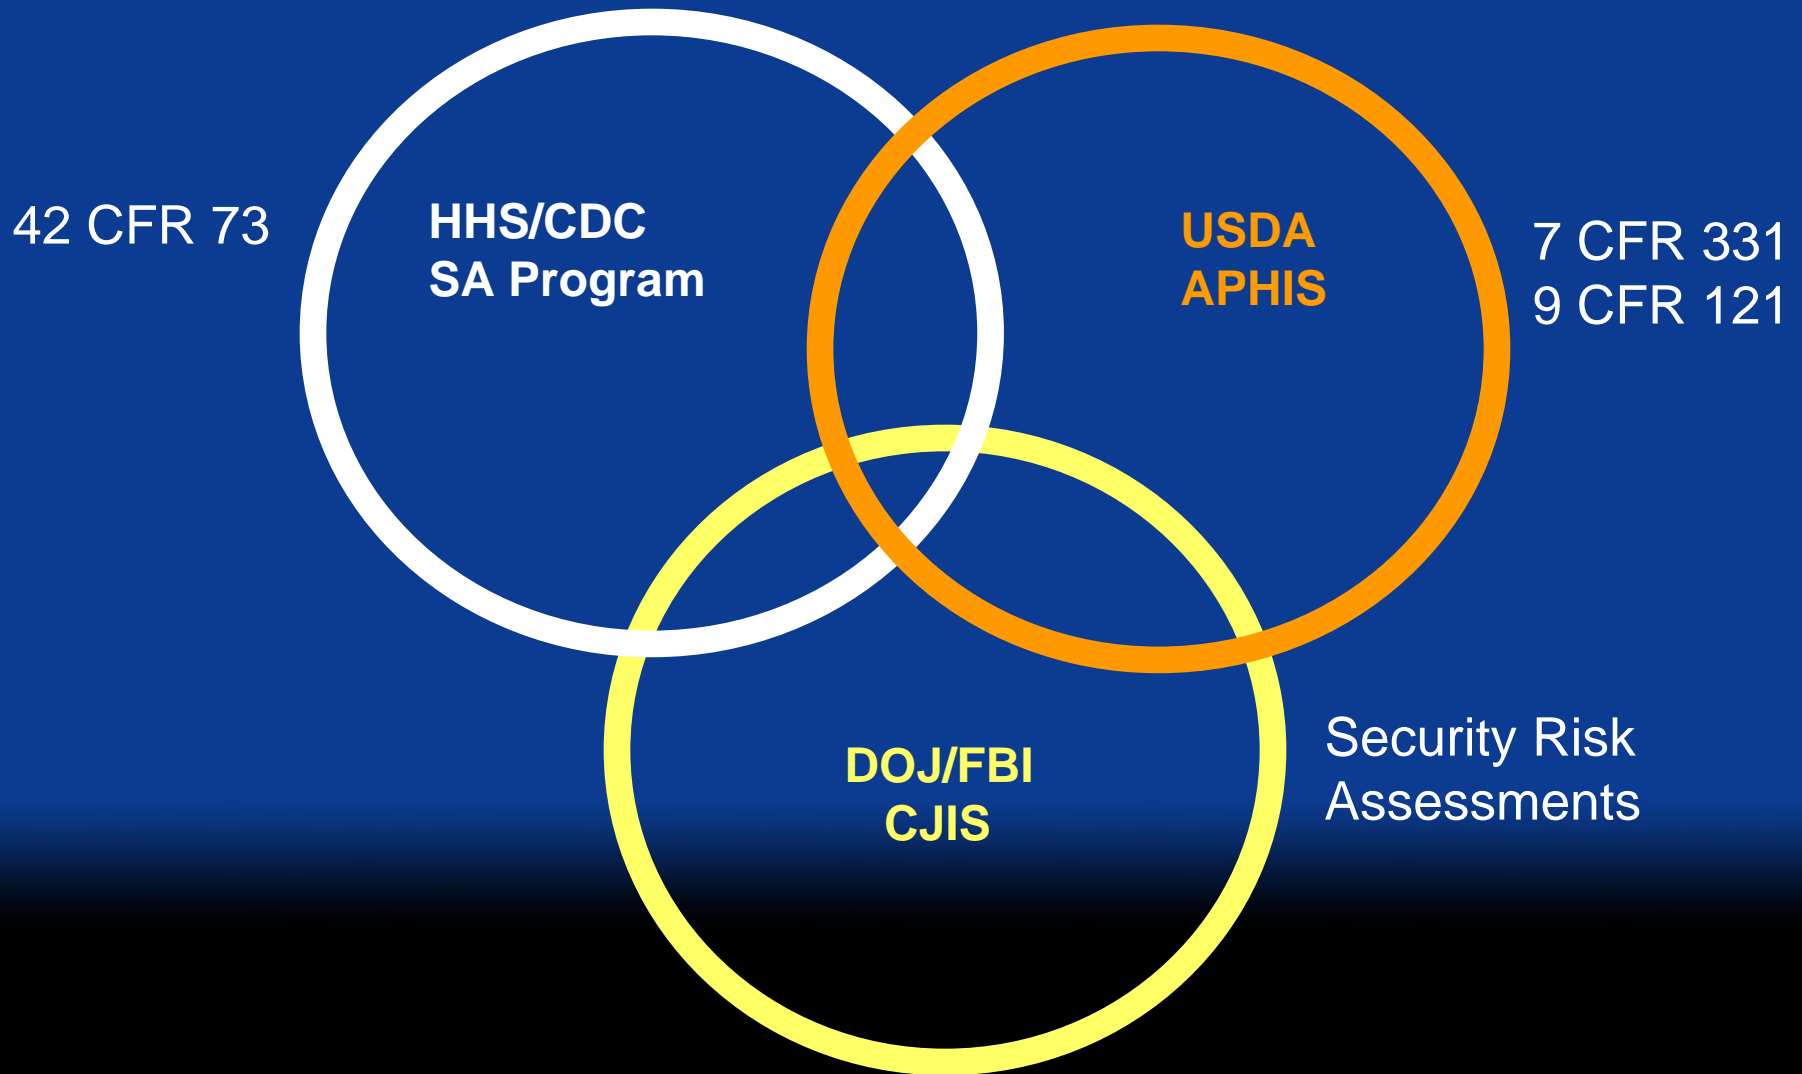 42 CFR 73
HHS/CDC
SA Program
USDA
APHIS
7 CFR 331
9 CFR 121
DOJ/FBI
CJIS
Security Risk
Assessments